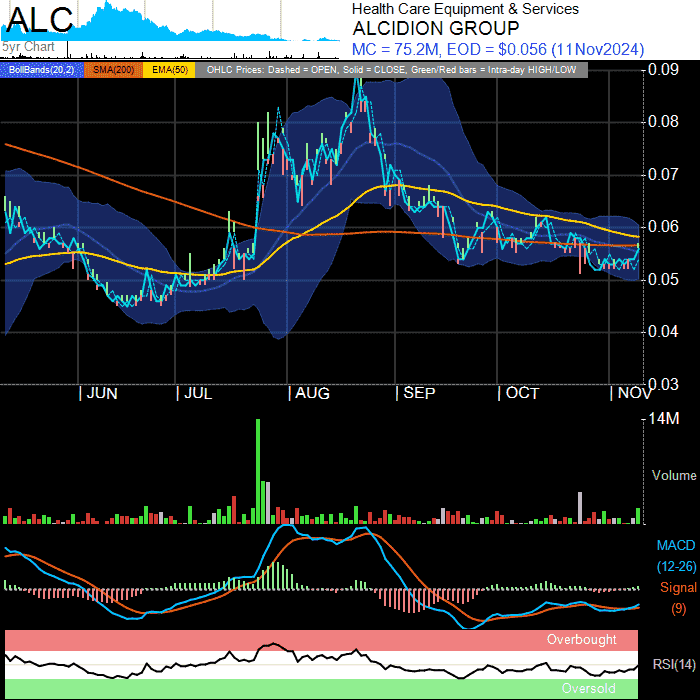 ALC
5yr Chart
Health Care Equipment & Services
ALCIDION GROUP
MC = 75.2M, EOD = $0.056 (11Nov2024)
BollBands(20,2) SMA(200) EMA(50) OHLC Prices: Dashed = OPEN, Solid = CLOSE, Green/Red bars = Intra-day HIGH/LOW
0.09
0.08
0.07
0.06
0.05
0.04
0.03
JUN JUL AUG SEP OCT NOV
14M
Volume
MACD
(12-26)
Signal
(9)
Overbought
RSI(14)
Oversold